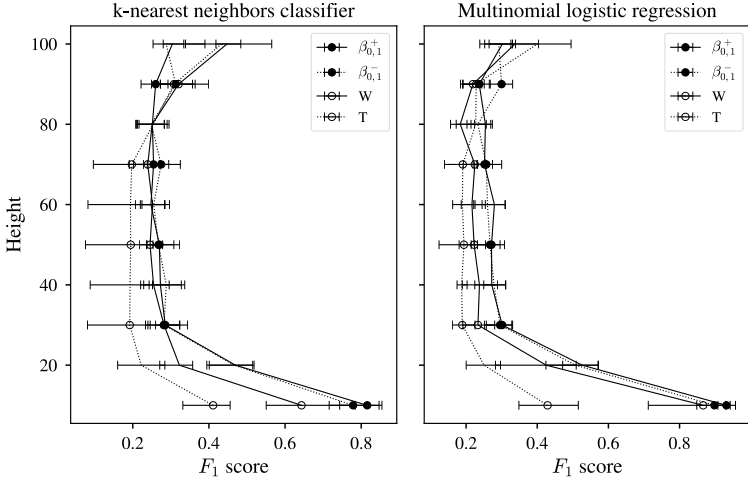 k-nearest neighbors classifier
Multinomial logistic regression
Height
100
80
60
40
20
0.2
0.4
0.6
0.8
F₁ score
β⁺₀,₁
β⁻₀,₁
W
T
0.2
0.4
0.6
0.8
F₁ score
β⁺₀,₁
β⁻₀,₁
W
T